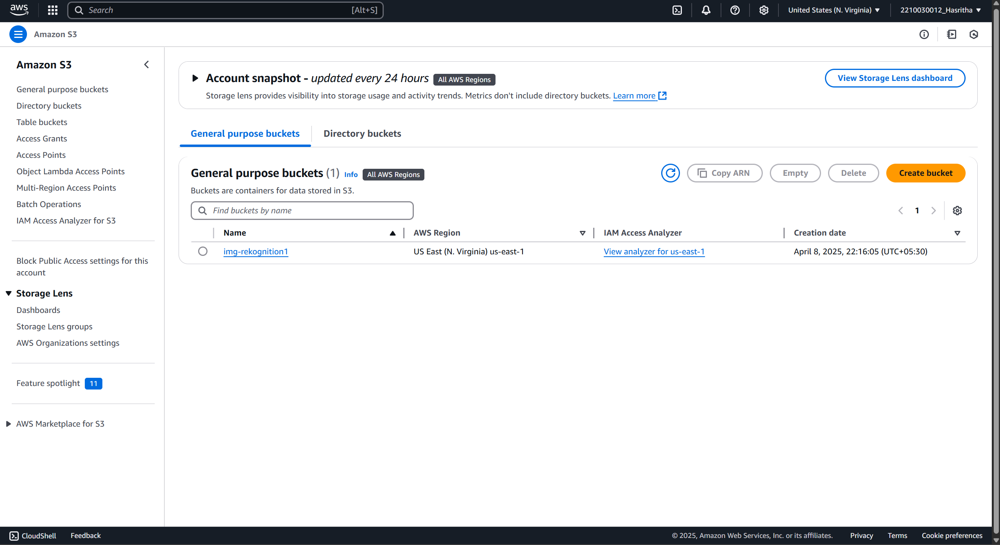 aws
Search [Alt+S]
United States (N. Virginia)
2210030012_Hasritha
Amazon S3
Amazon S3
General purpose buckets
Directory buckets
Table buckets
Access Grants
Access Points
Object Lambda Access Points
Multi-Region Access Points
Batch Operations
IAM Access Analyzer for S3
Block Public Access settings for this
account
Storage Lens
Dashboards
Storage Lens groups
AWS Organizations settings
Feature spotlight 11
AWS Marketplace for S3
Account snapshot - updated every 24 hours All AWS Regions
View Storage Lens dashboard
Storage lens provides visibility into storage usage and activity trends. Metrics don't include directory buckets. Learn more
General purpose buckets Directory buckets
General purpose buckets (1) Info All AWS Regions
Copy ARN Empty Delete Create bucket
Buckets are containers for data stored in S3.
Find buckets by name
1
Name AWS Region IAM Access Analyzer Creation date
img-rekognition1 US East (N. Virginia) us-east-1 View analyzer for us-east-1 April 8, 2025, 22:16:05 (UTC+05:30)
CloudShell Feedback © 2025, Amazon Web Services, Inc. or its affiliates. Privacy Terms Cookie preferences